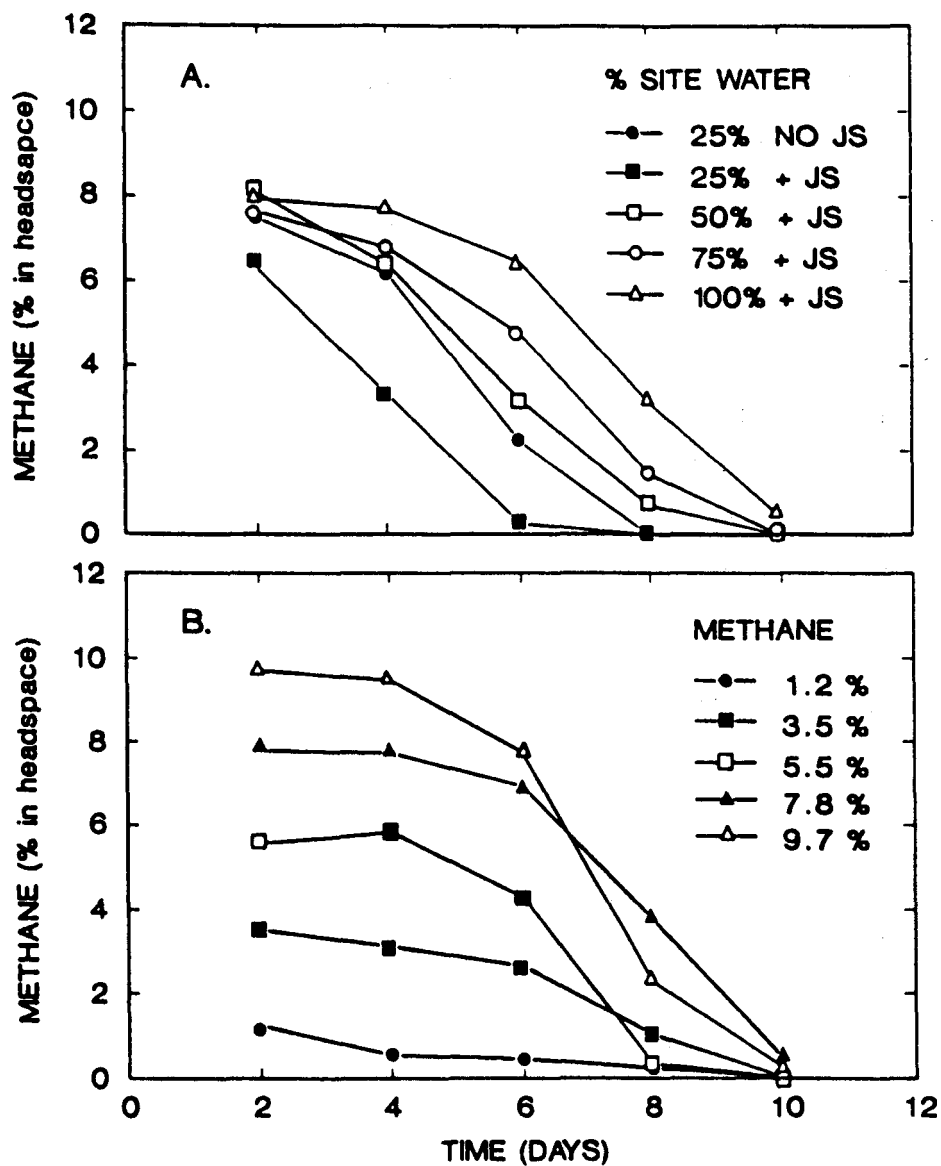 12
10
8
6
4
2
0
METHANE (% in headsapce)
A.
% SITE WATER
25% NO JS
25% + JS
50% + JS
75% + JS
100% + JS
12
10
8
6
4
2
0
METHANE (% in headspace)
B.
METHANE
1.2 %
3.5 %
5.5 %
7.8 %
9.7 %
0 2 4 6 8 10 12
TIME (DAYS)